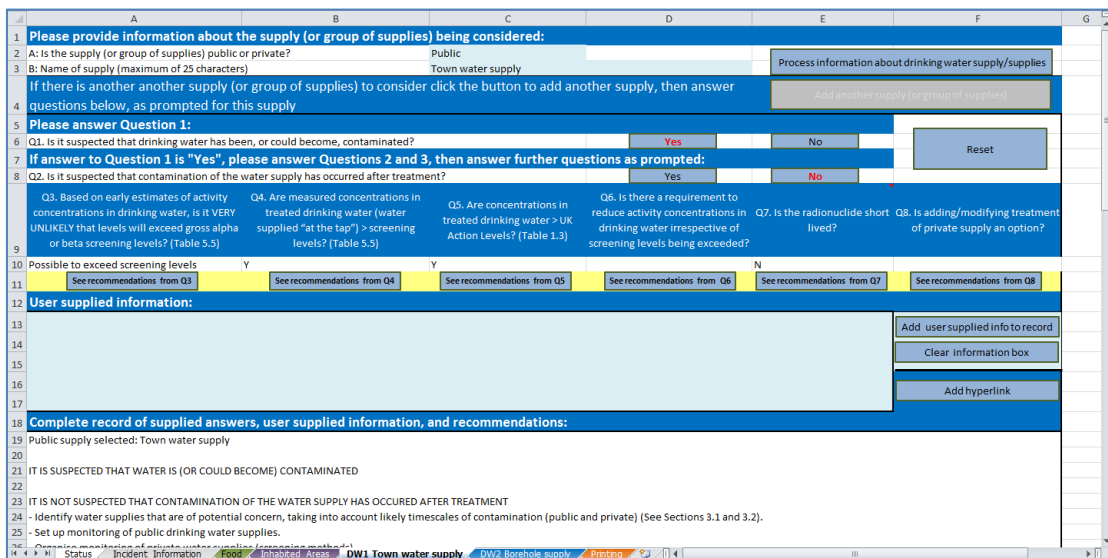 A B C D E F G
1 Please provide information about the supply (or group of supplies) being considered:
2 A: Is the supply (or group of supplies) public or private? Public
3 B: Name of supply (maximum of 25 characters) Town water supply
Process information about drinking water supply/supplies
If there is another another supply (or group of supplies) to consider click the button to add another supply, then answer
4 questions below, as prompted for this supply
Add another supply (or group of supplies)
5 Please answer Question 1:
6 Q1. Is it suspected that drinking water has been, or could become, contaminated? Yes No
Reset
7 If answer to Question 1 is "Yes", please answer Questions 2 and 3, then answer further questions as prompted:
8 Q2. Is it suspected that contamination of the water supply has occurred after treatment? Yes No
9
Q3. Based on early estimates of activity
concentrations in drinking water, is it VERY
UNLIKELY that levels will exceed gross alpha
or beta screening levels? (Table 5.5)
Q4. Are measured concentrations in
treated drinking water (water
supplied "at the tap") > screening
levels? (Table 5.5)
Q5. Are concentrations in
treated drinking water > UK
Action Levels? (Table 1.3)
Q6. Is there a requirement to
reduce activity concentrations in
drinking water irrespective of
screening levels being exceeded?
Q7. Is the radionuclide short
lived?
Q8. Is adding/modifying treatment
of private supply an option?
10 Possible to exceed screening levels Y Y N
11 See recommendations from Q3 See recommendations from Q4 See recommendations from Q5 See recommendations from Q6 See recommendations from Q7 See recommendations from Q8
12 User supplied information:
13 Add user supplied info to record
14 Clear information box
15
16 Add hyperlink
17
18 Complete record of supplied answers, user supplied information, and recommendations:
19 Public supply selected: Town water supply
20
21 IT IS SUSPECTED THAT WATER IS (OR COULD BECOME) CONTAMINATED
22
23 IT IS NOT SUSPECTED THAT CONTAMINATION OF THE WATER SUPPLY HAS OCCURED AFTER TREATMENT
24 - Identify water supplies that are of potential concern, taking into account likely timescales of contamination (public and private) (See Sections 3.1 and 3.2).
25 - Set up monitoring of public drinking water supplies.
26 - Organise monitoring of private water supplies (screening methods)
Status Incident Information Food Inhabited Areas DW1 Town water supply DW2 Borehole supply Printing